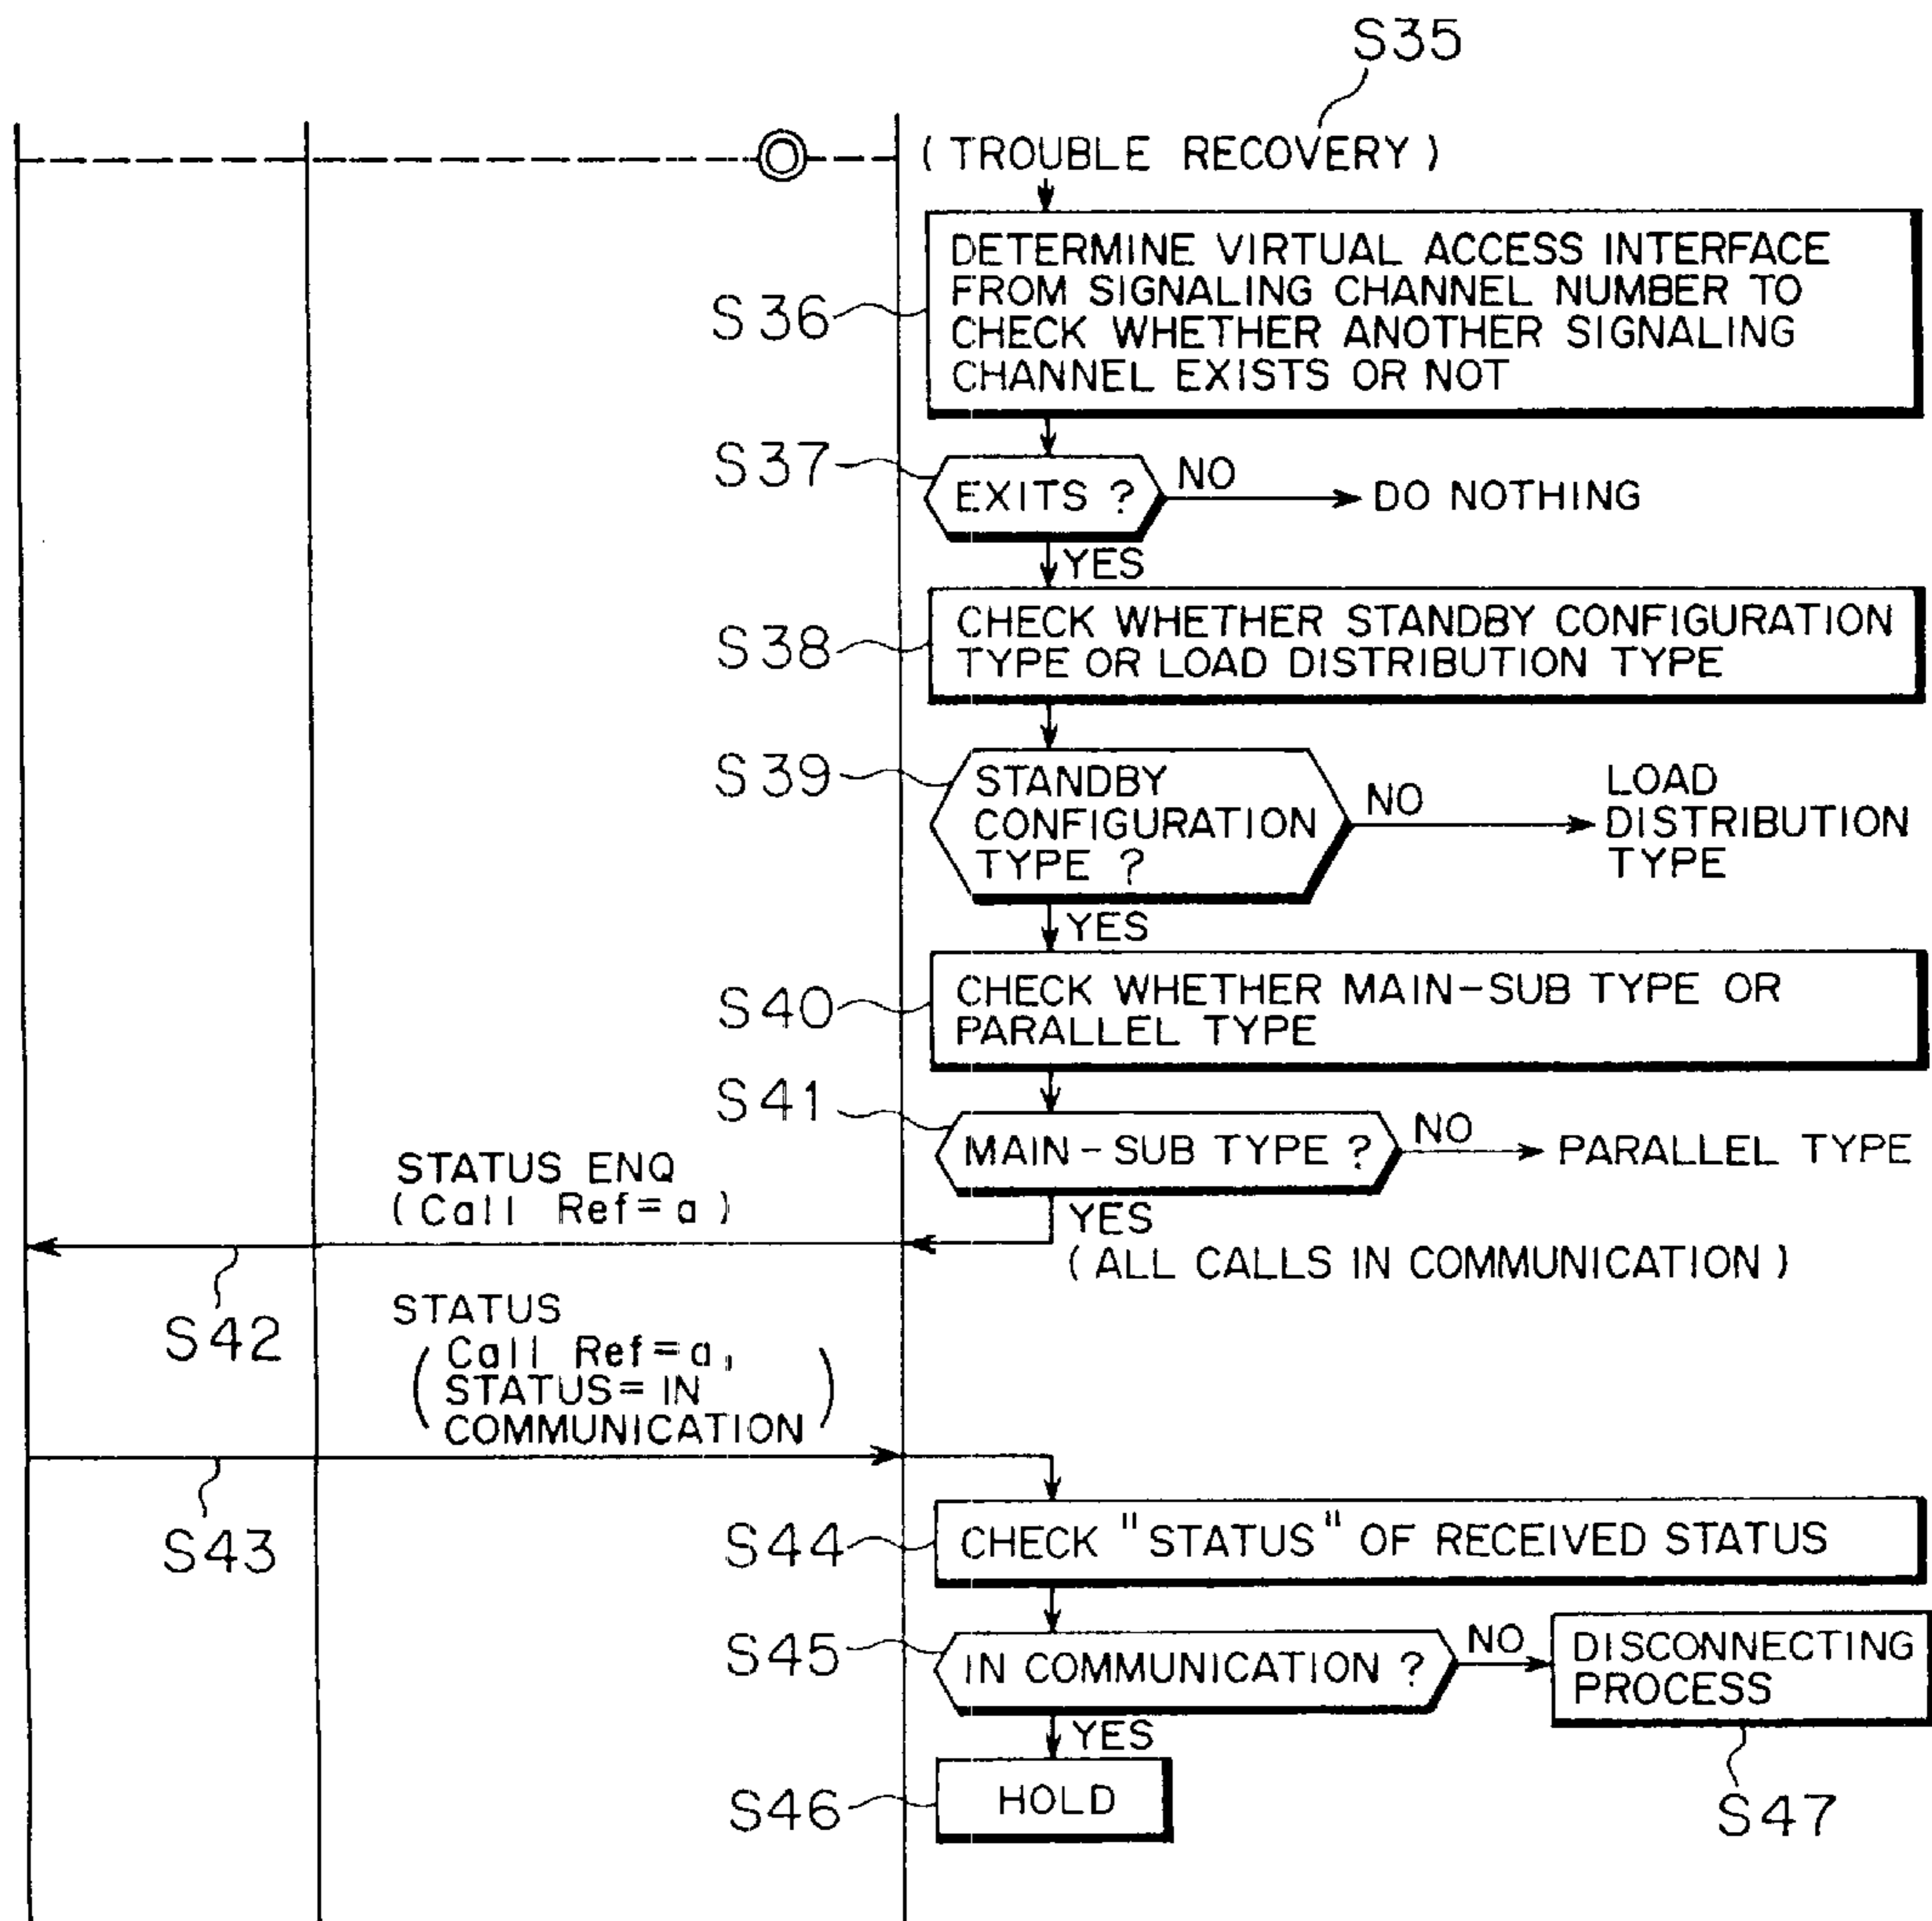 S35
( TROUBLE RECOVERY )
DETERMINE VIRTUAL ACCESS INTERFACE
FROM SIGNALING CHANNEL NUMBER TO
CHECK WHETHER ANOTHER SIGNALING
CHANNEL EXISTS OR NOT
S36
S37
EXITS ?
NO
DO NOTHING
YES
S38
CHECK WHETHER STANDBY CONFIGURATION
TYPE OR LOAD DISTRIBUTION TYPE
S39
STANDBY
CONFIGURATION
TYPE ?
NO
LOAD
DISTRIBUTION
TYPE
YES
S40
CHECK WHETHER MAIN-SUB TYPE OR
PARALLEL TYPE
S41
MAIN-SUB TYPE ?
NO
PARALLEL TYPE
STATUS ENQ
( Call Ref=a )
YES
( ALL CALLS IN COMMUNICATION )
S42
STATUS
( Call Ref=a,
STATUS=IN
COMMUNICATION )
S43
S44
CHECK "STATUS" OF RECEIVED STATUS
S45
IN COMMUNICATION ?
NO
DISCONNECTING
PROCESS
YES
S46
HOLD
S47